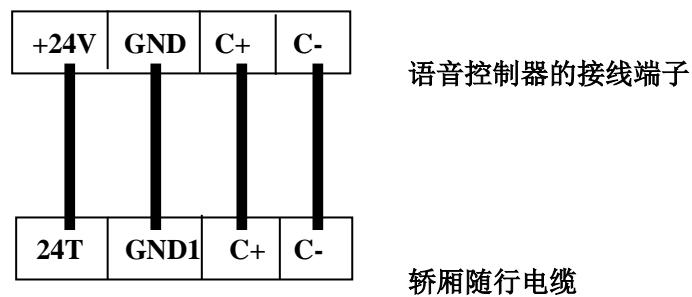 +24V GND C+ C-
语音控制器的接线端子
24T GND1 C+ C-
轿厢随行电缆